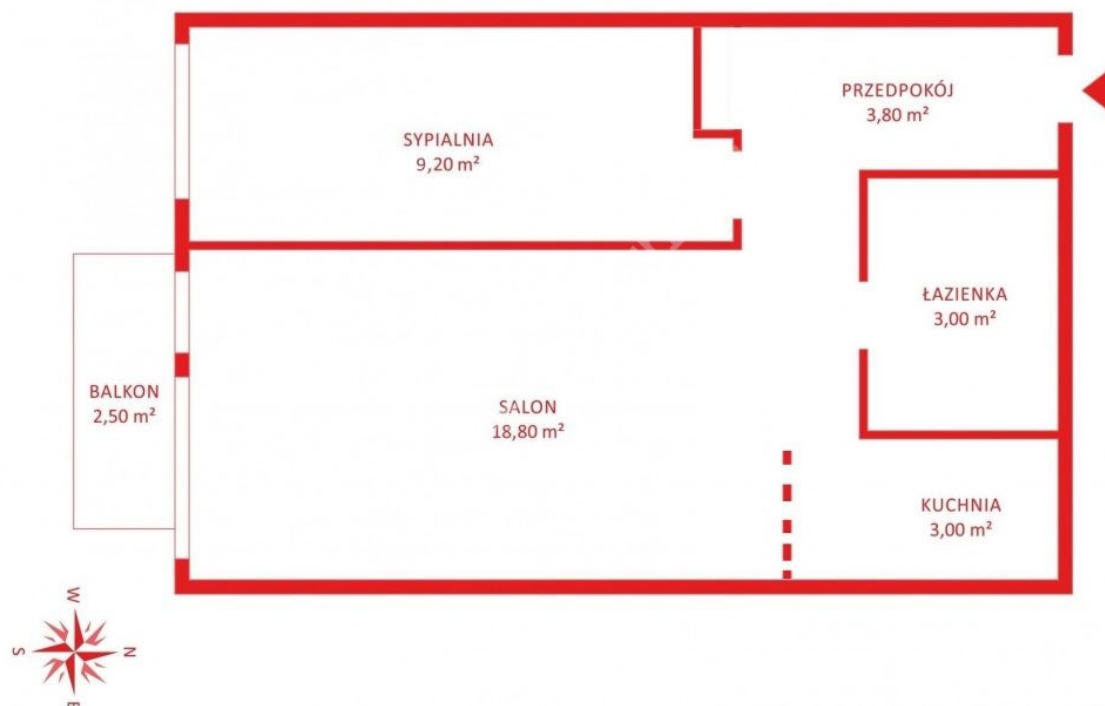 PRZEDPOKÓJ
3,80 m²
SYPIALNIA
9,20 m²
ŁAZIENKA
3,00 m²
BALKON
2,50 m²
SALON
18,80 m²
KUCHNIA
3,00 m²
W
S
N
E